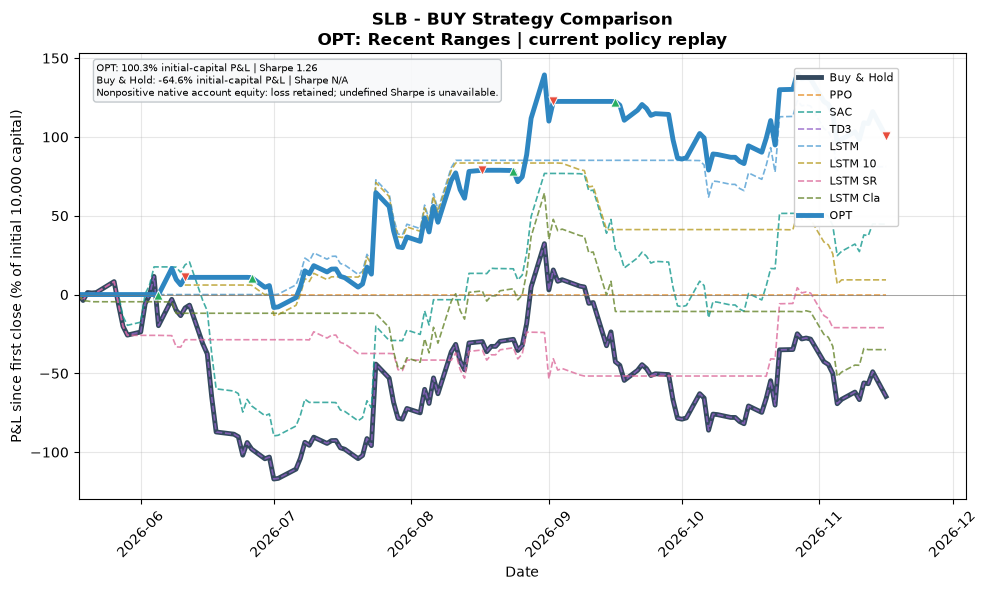 SLB - BUY Strategy Comparison
OPT: Recent Ranges | current policy replay
OPT: 100.3% initial-capital P&L | Sharpe 1.26
Buy & Hold: -64.6% initial-capital P&L | Sharpe N/A
Nonpositive native account equity: loss retained; undefined Sharpe is unavailable.
Buy & Hold
PPO
SAC
TD3
LSTM
LSTM 10
LSTM SR
LSTM Cla
OPT
P&L since first close (% of initial 10,000 capital)
150
100
50
0
−50
−100
2026-06
2026-07
2026-08
2026-09
2026-10
2026-11
2026-12
Date